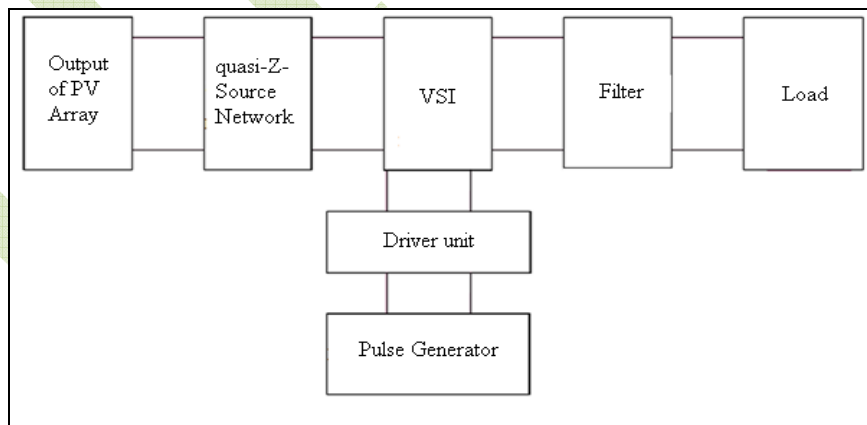 Output
of PV
Array
quasi-Z-
Source
Network
VSI
Filter
Load
Driver unit
Pulse Generator